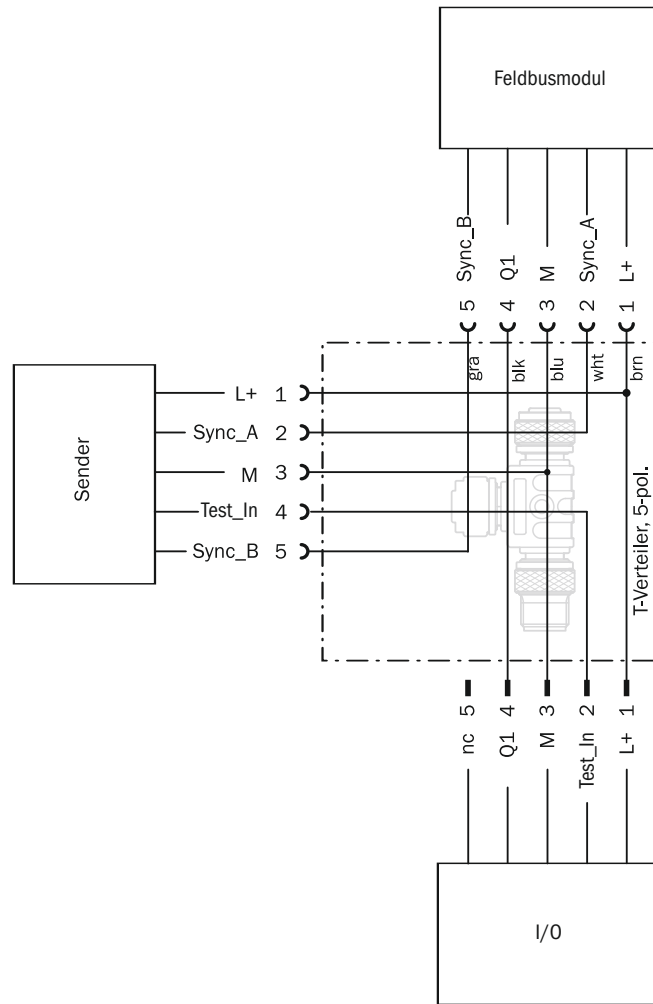 Feldbusmodul
Sync_B
Q1
M
Sync_A
L+
5
4
3
2
1
gra
blk
blu
wht
brn
Sender
L+ 1
Sync_A 2
M 3
Test_In 4
Sync_B 5
T-Verteiler, 5-pol.
5
4
3
2
1
nc
Q1
M
Test_In
L+
I/O